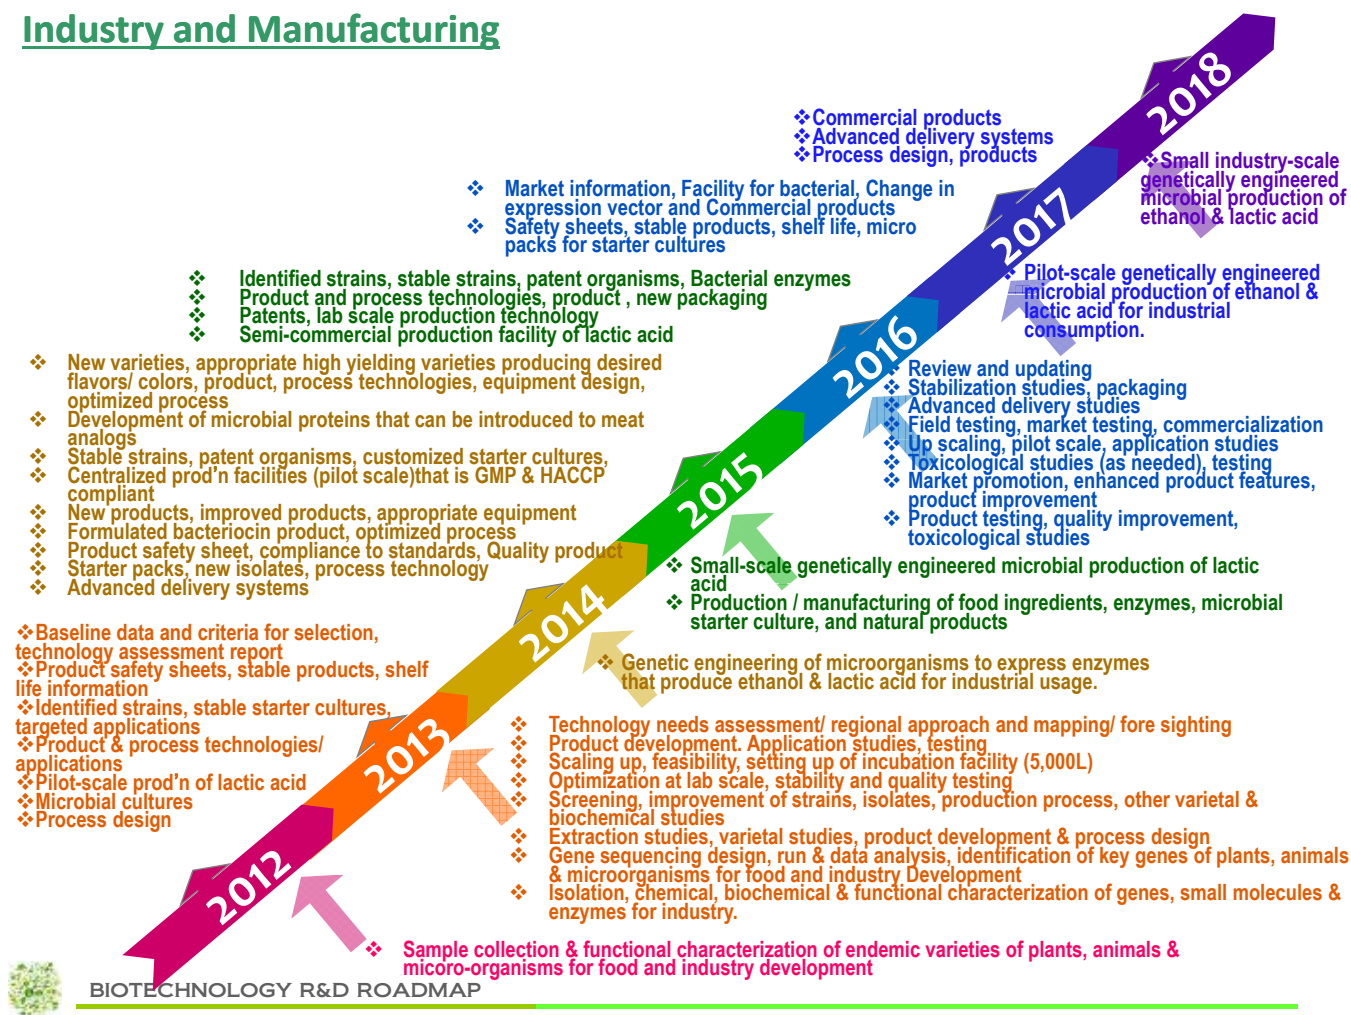 Industry and Manufacturing
2018
❖Commercial products
❖Advanced delivery systems
❖Process design, products
❖Small industry-scale
genetically engineered
microbial production of
ethanol & lactic acid
❖ Market information, Facility for bacterial, Change in
expression vector and Commercial products
❖ Safety sheets, stable products, shelf life, micro
packs for starter cultures
2017
❖ Pilot-scale genetically engineered
microbial production of ethanol &
lactic acid for industrial
consumption.
❖ Identified strains, stable strains, patent organisms, Bacterial enzymes
❖ Product and process technologies, product , new packaging
❖ Patents, lab scale production technology
❖ Semi-commercial production facility of lactic acid
2016
❖ Review and updating
❖ Stabilization studies, packaging
❖ Advanced delivery studies
❖ Field testing, market testing, commercialization
❖ Up scaling, pilot scale, application studies
❖ Toxicological studies (as needed), testing
❖ Market promotion, enhanced product features,
product improvement
❖ Product testing, quality improvement,
toxicological studies
❖ New varieties, appropriate high yielding varieties producing desired
flavors/ colors, product, process technologies, equipment design,
optimized process
❖ Development of microbial proteins that can be introduced to meat
analogs
❖ Stable strains, patent organisms, customized starter cultures,
❖ Centralized prod'n facilities (pilot scale)that is GMP & HACCP
compliant
❖ New products, improved products, appropriate equipment
❖ Formulated bacteriocin product, optimized process
❖ Product safety sheet, compliance to standards, Quality product
❖ Starter packs, new isolates, process technology
❖ Advanced delivery systems
2015
❖ Small-scale genetically engineered microbial production of lactic
acid
❖ Production / manufacturing of food ingredients, enzymes, microbial
starter culture, and natural products
2014
❖ Genetic engineering of microorganisms to express enzymes
that produce ethanol & lactic acid for industrial usage.
❖Baseline data and criteria for selection,
technology assessment report
❖Product safety sheets, stable products, shelf
life information
❖Identified strains, stable starter cultures,
targeted applications
❖Product & process technologies/
applications
❖Pilot-scale prod'n of lactic acid
❖Microbial cultures
❖Process design
2013
❖ Technology needs assessment/ regional approach and mapping/ fore sighting
❖ Product development. Application studies, testing
❖ Scaling up, feasibility, setting up of incubation facility (5,000L)
❖ Optimization at lab scale, stability and quality testing
❖ Screening, improvement of strains, isolates, production process, other varietal &
biochemical studies
❖ Extraction studies, varietal studies, product development & process design
❖ Gene sequencing design, run & data analysis, identification of key genes of plants, animals
& microorganisms for food and industry Development
❖ Isolation, chemical, biochemical & functional characterization of genes, small molecules &
enzymes for industry.
2012
❖ Sample collection & functional characterization of endemic varieties of plants, animals &
micoro-organisms for food and industry development
BIOTECHNOLOGY R&D ROADMAP